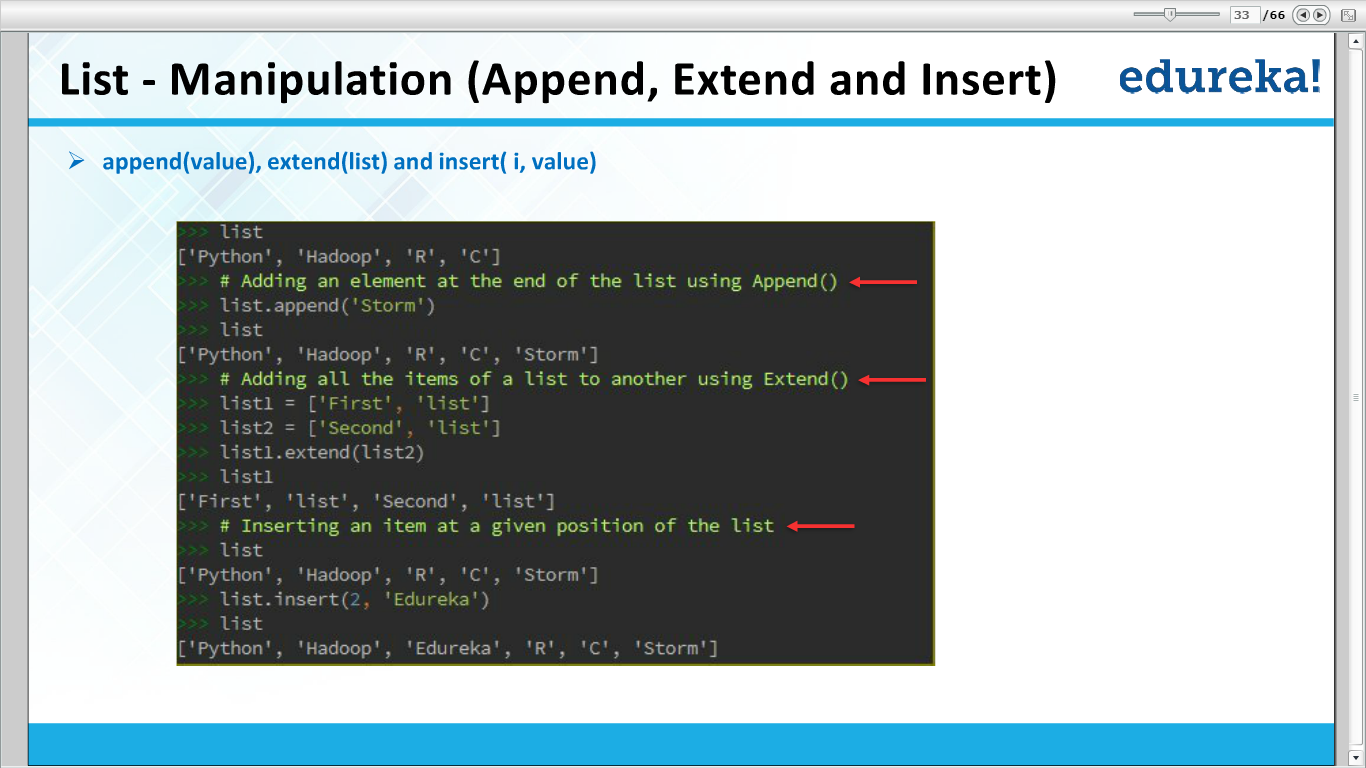 33 /66
List - Manipulation (Append, Extend and Insert)
edureka!
append(value), extend(list) and insert( i, value)
>>> list
['Python', 'Hadoop', 'R', 'C']
>>> # Adding an element at the end of the list using Append()
>>> list.append('Storm')
>>> list
['Python', 'Hadoop', 'R', 'C', 'Storm']
>>> # Adding all the items of a list to another using Extend()
>>> list1 = ['First', 'list']
>>> list2 = ['Second', 'list']
>>> list1.extend(list2)
>>> list1
['First', 'list', 'Second', 'list']
>>> # Inserting an item at a given position of the list
>>> list
['Python', 'Hadoop', 'R', 'C', 'Storm']
>>> list.insert(2, 'Edureka')
>>> list
['Python', 'Hadoop', 'Edureka', 'R', 'C', 'Storm']